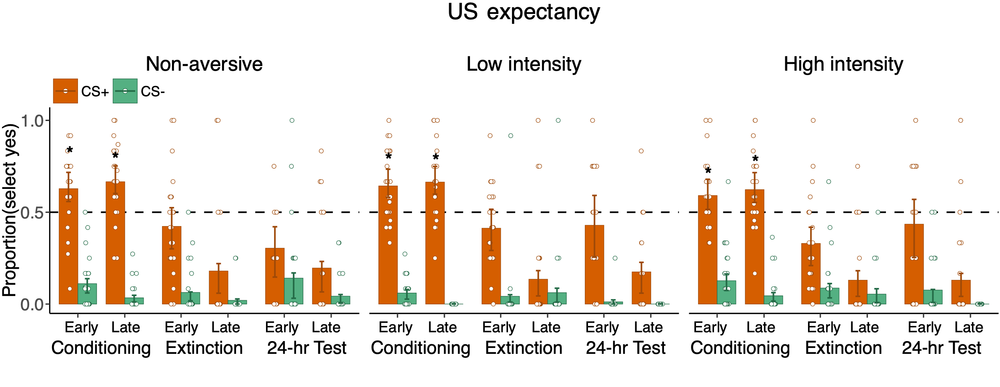 US expectancy
Non-aversive
Low intensity
High intensity
CS+ CS-
Proportion(select yes)
1.0
0.5
0.0
* * * * * *
Early Late Early Late Early Late Early Late Early Late Early Late Early Late Early Late Early Late
Conditioning Extinction 24-hr Test Conditioning Extinction 24-hr Test Conditioning Extinction 24-hr Test